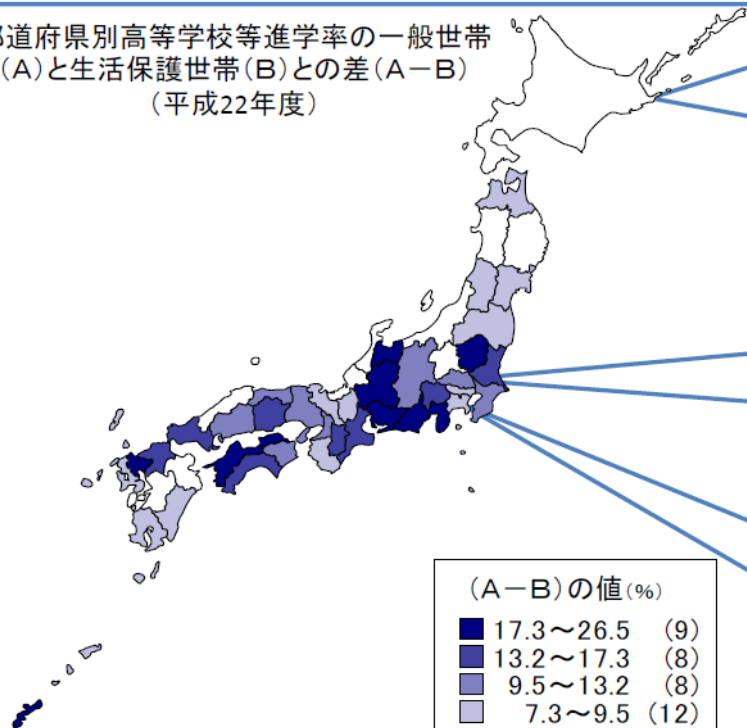 道府県別高等学校等進学率の一般世帯
(A)と生活保護世帯(B)との差(A－B)
(平成22年度)
(A－B)の値(%)
17.3～26.5 (9)
13.2～17.3 (8)
9.5～13.2 (8)
7.3～9.5 (12)